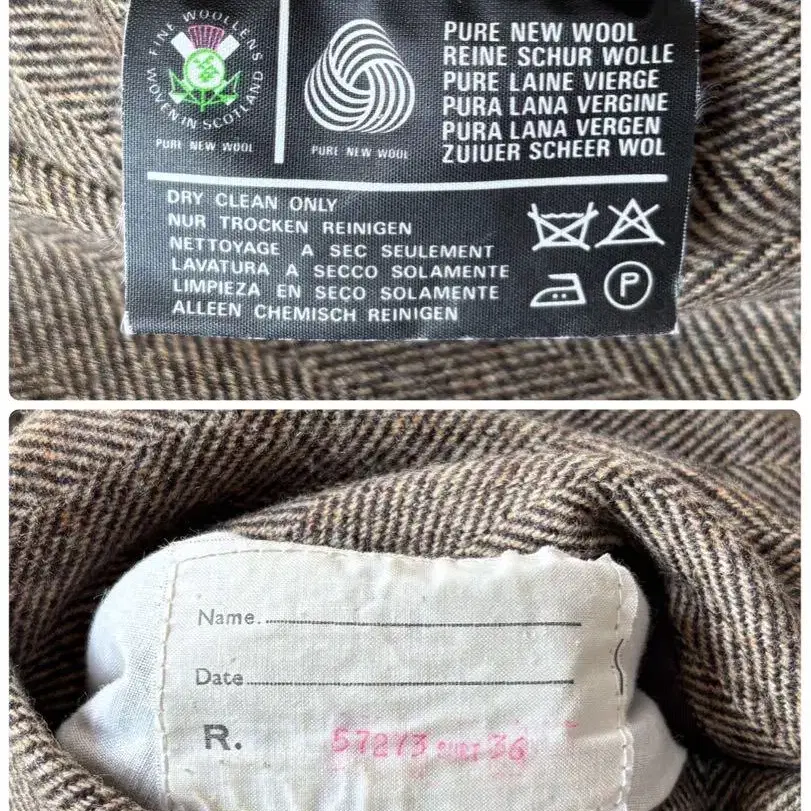 FINE WOOLLENS
WOVEN IN SCOTLAND
PURE NEW WOOL
PURE NEW WOOL
PURE NEW WOOL
REINE SCHUR WOLLE
PURE LAINE VIERGE
PURA LANA VERGINE
PURA LANA VERGEN
ZUIUER SCHEER WOL
DRY CLEAN ONLY
NUR TROCKEN REINIGEN
NETTOYAGE A SEC SEULEMENT
LAVATURA A SECCO SOLAMENTE
LIMPIEZA EN SECO SOLAMENTE
ALLEEN CHEMISCH REINIGEN
P
Name.
Date
R. 57213 36